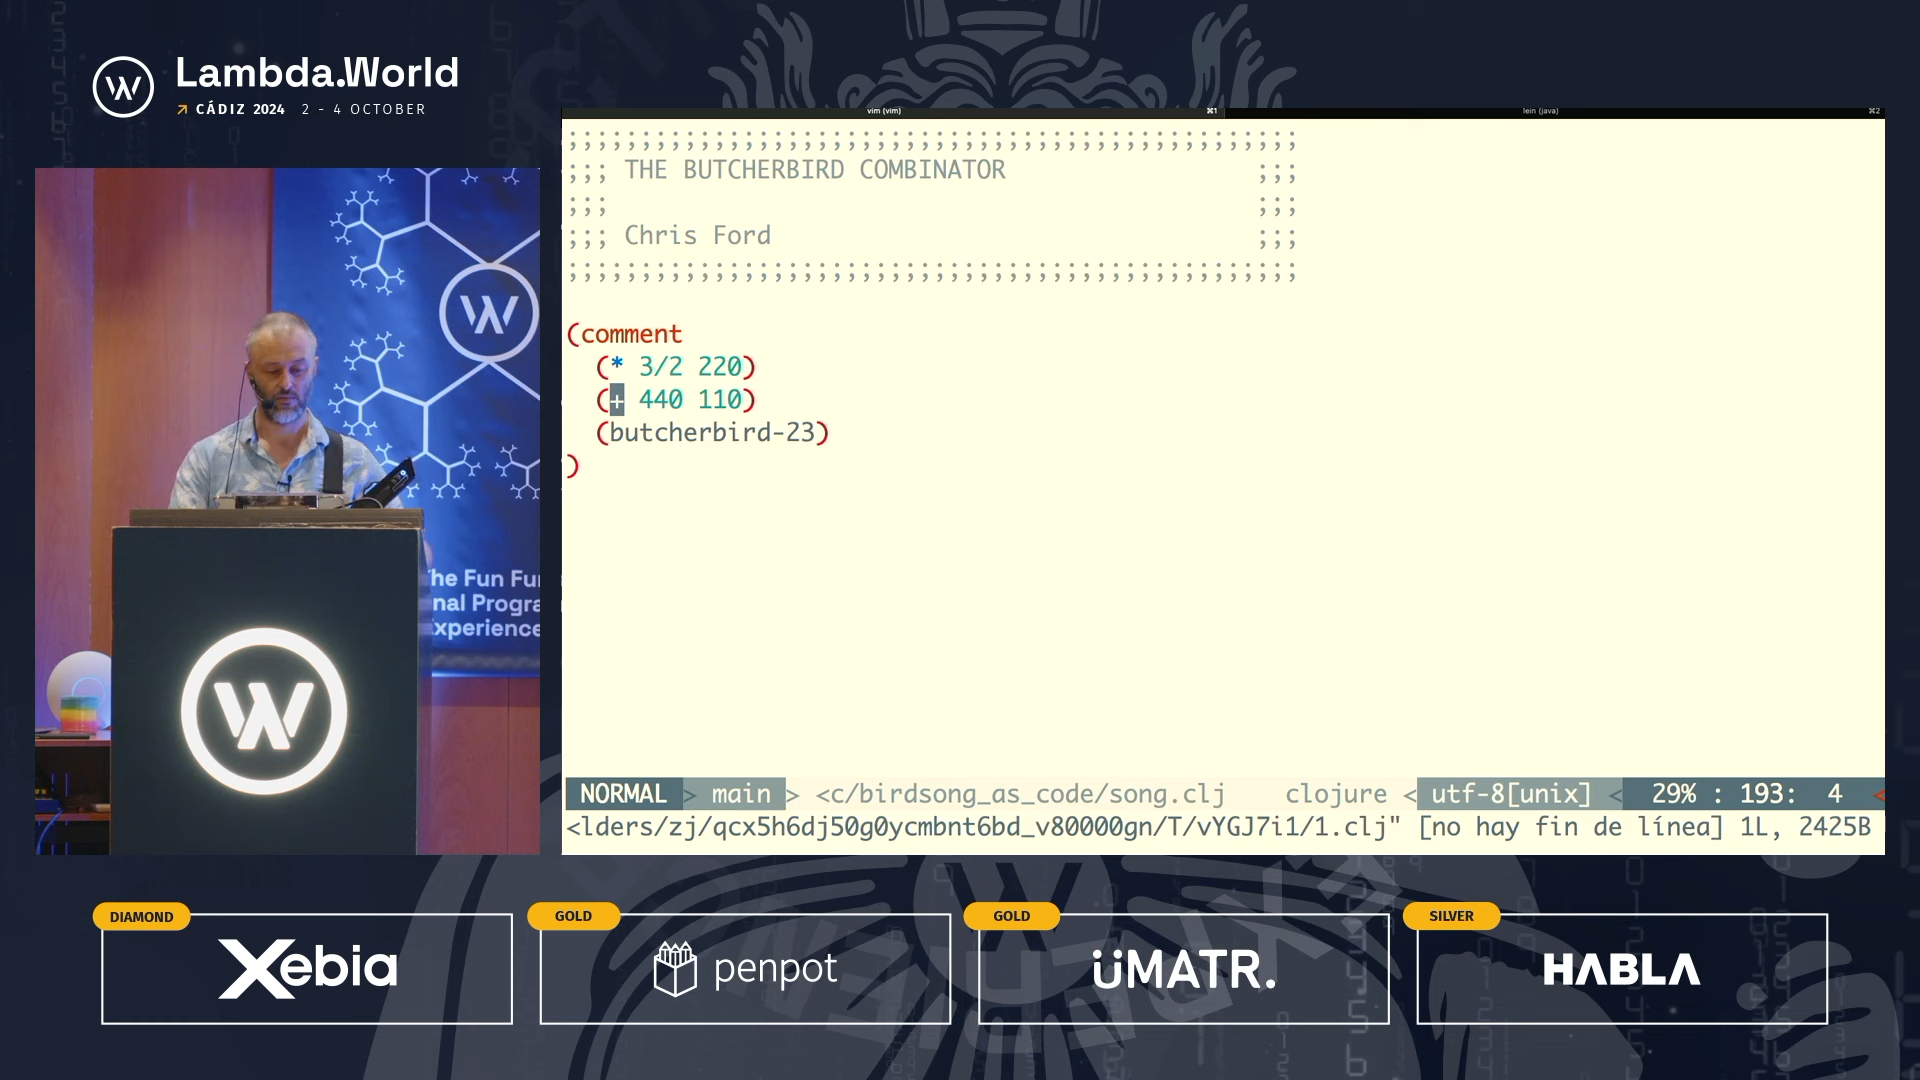 Lambda.World
CÁDIZ 2024 2 - 4 OCTOBER
vim (vim) ⌘1 lein (java) ⌘2
;;;;;;;;;;;;;;;;;;;;;;;;;;;;;;;;;;;;;;;;;;;;;;;;;;
;;; THE BUTCHERBIRD COMBINATOR ;;;
;;; ;;;
;;; Chris Ford ;;;
;;;;;;;;;;;;;;;;;;;;;;;;;;;;;;;;;;;;;;;;;;;;;;;;;;
(comment
(* 3/2 220)
(+ 440 110)
(butcherbird-23)
)
NORMAL > main > <c/birdsong_as_code/song.clj clojure < utf-8[unix] < 29% : 193: 4 <
<lders/zj/qcx5h6dj50g0ycmbnt6bd_v80000gn/T/vYGJ7i1/1.clj" [no hay fin de línea] 1L, 2425B
W
he Fun Fu
nal Progra
xperience
W
DIAMOND
Xebia
GOLD
penpot
GOLD
üMATR.
SILVER
HABLA